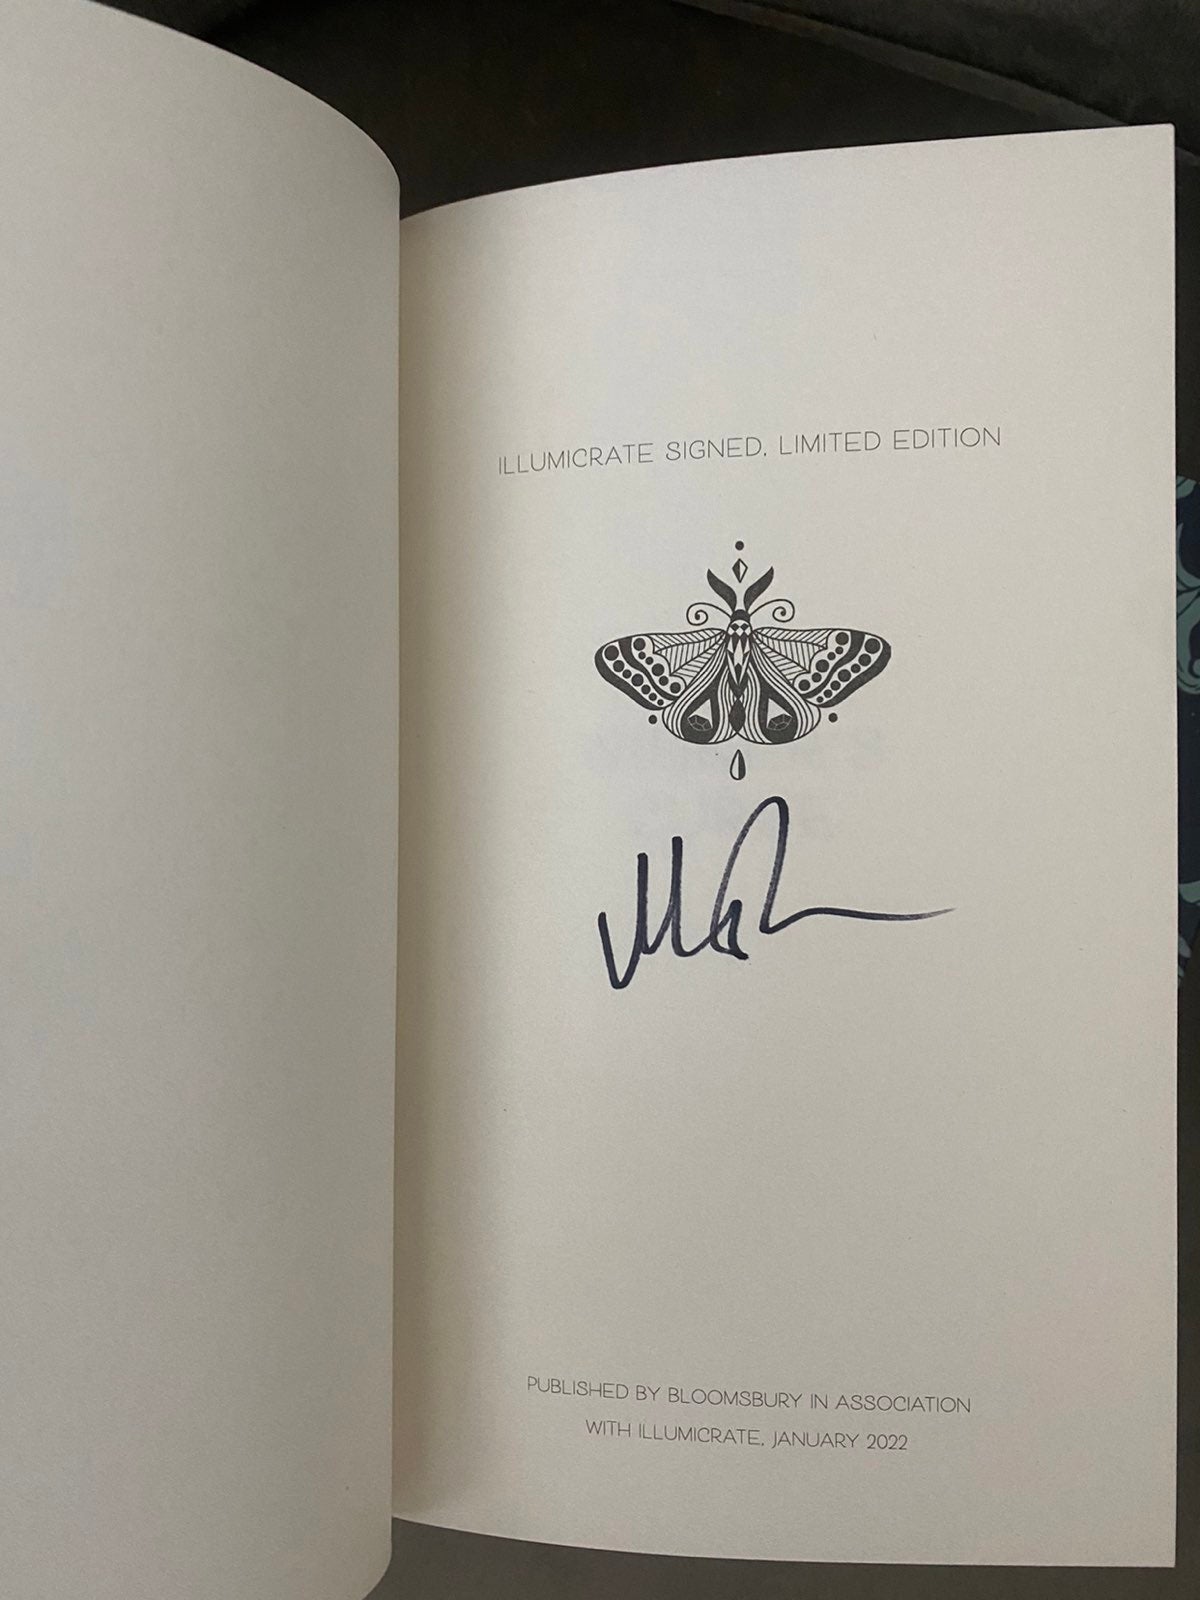 ILLUMICRATE SIGNED, LIMITED EDITION
PUBLISHED BY BLOOMSBURY IN ASSOCIATION
WITH ILLUMICRATE, JANUARY 2022